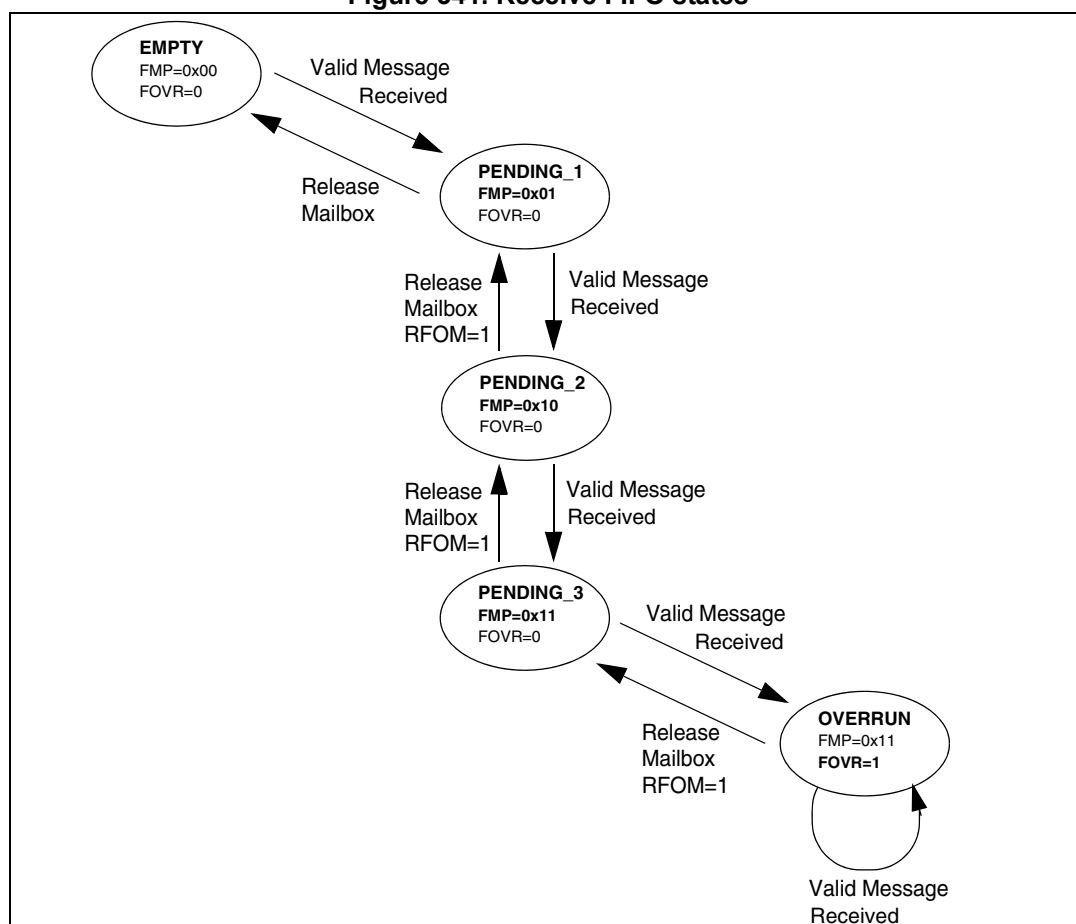 Figure 341. Receive FIFO states
EMPTY
FMP=0x00
FOVR=0
Valid Message
Received
Release
Mailbox
PENDING_1
FMP=0x01
FOVR=0
Release
Mailbox
RFOM=1
Valid Message
Received
PENDING_2
FMP=0x10
FOVR=0
Release
Mailbox
RFOM=1
Valid Message
Received
PENDING_3
FMP=0x11
FOVR=0
Valid Message
Received
Release
Mailbox
RFOM=1
OVERRUN
FMP=0x11
FOVR=1
Valid Message
Received